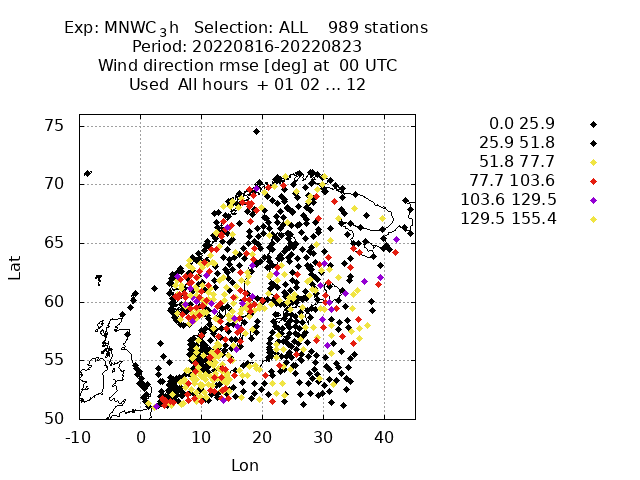 Exp: MNWC3h Selection: ALL 989 stations
Period: 20220816-20220823
Wind direction rmse [deg] at 00 UTC
Used All hours + 01 02 ... 12
0.0 25.9
25.9 51.8
51.8 77.7
77.7 103.6
103.6 129.5
129.5 155.4
75
70
65
60
55
50
Lat
-10 0 10 20 30 40
Lon